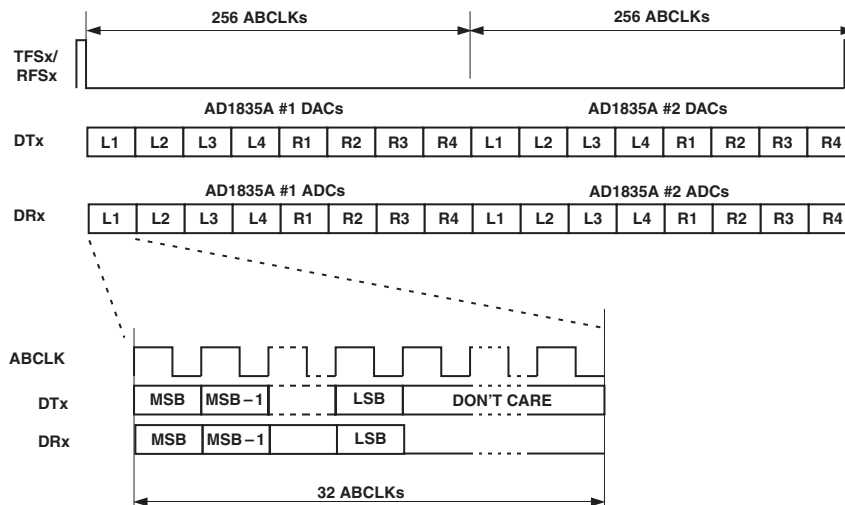 256 ABCLKs 256 ABCLKs
TFSx/
RFSx
AD1835A #1 DACs AD1835A #2 DACs
DTx L1 L2 L3 L4 R1 R2 R3 R4 L1 L2 L3 L4 R1 R2 R3 R4
AD1835A #1 ADCs AD1835A #2 ADCs
DRx L1 L2 L3 L4 R1 R2 R3 R4 L1 L2 L3 L4 R1 R2 R3 R4
ABCLK
DTx MSB MSB–1 LSB DON'T CARE
DRx MSB MSB–1 LSB
32 ABCLKs